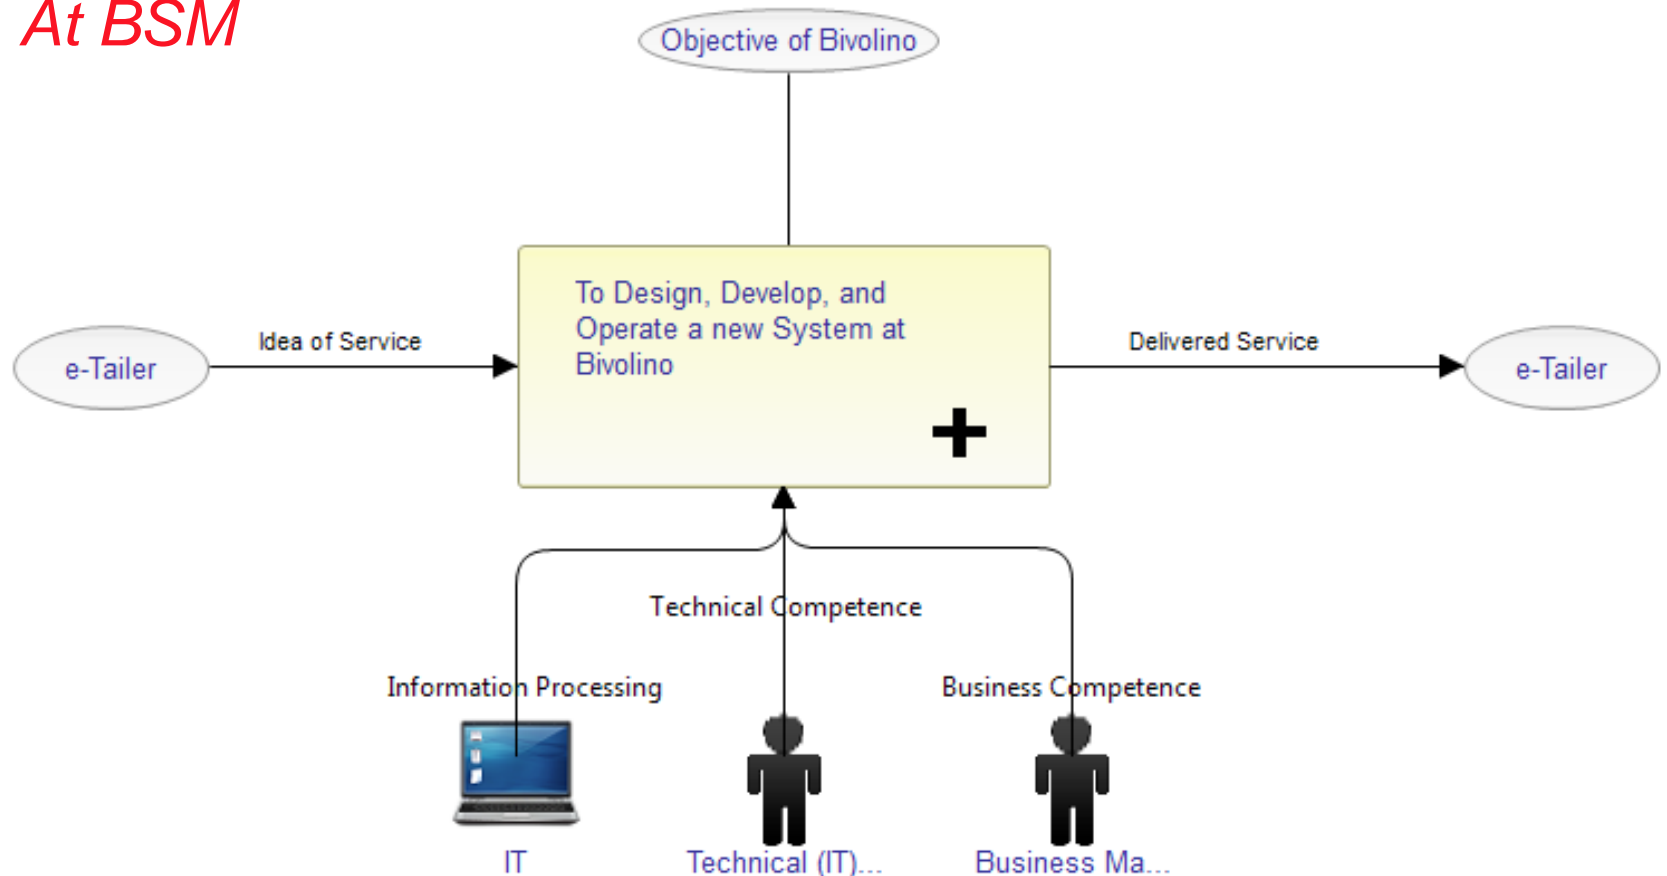 At BSM
Objective of Bivolino
To Design, Develop, and
Operate a new System at
Bivolino
Idea of Service
Delivered Service
e-Tailer
e-Tailer
Technical Competence
Information Processing
Business Competence
IT
Technical (IT)...
Business Ma...